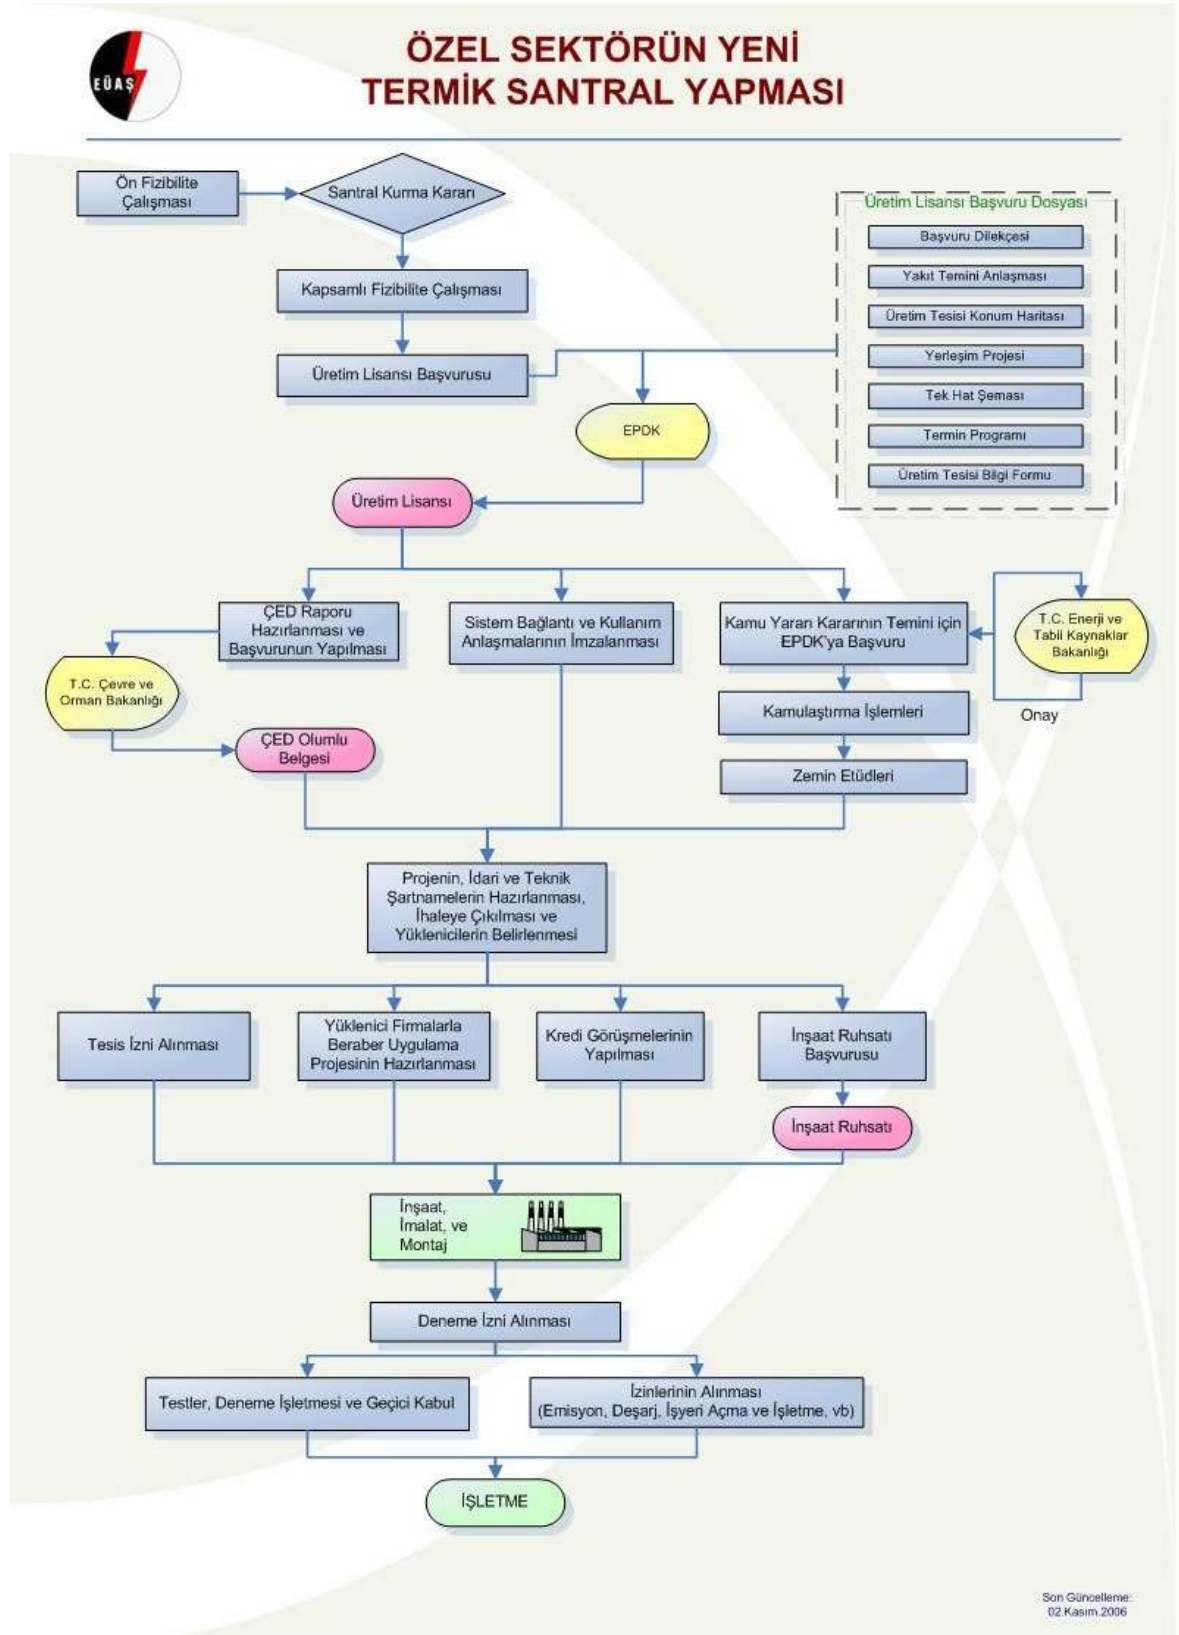 EÜAŞ
ÖZEL SEKTÖRÜN YENİ
TERMİK SANTRAL YAPMASI
Ön Fizibilite
Çalışması
Santral Kurma Kararı
Kapsamlı Fizibilite Çalışması
Üretim Lisansı Başvurusu
Üretim Lisansı Başvuru Dosyası
Başvuru Dilekçesi
Yakıt Temini Anlaşması
Üretim Tesisi Konum Haritası
Yerleşim Projesi
Tek Hat Şeması
Termin Programı
Üretim Tesisi Bilgi Formu
EPDK
Üretim Lisansı
ÇED Raporu
Hazırlanması ve
Başvurunun Yapılması
Sistem Bağlantı ve Kullanım
Anlaşmalarının İmzalanması
Kamu Yararı Kararının Temini için
EPDK'ya Başvuru
T.C. Enerji ve
Tabii Kaynaklar
Bakanlığı
Onay
T.C. Çevre ve
Orman Bakanlığı
ÇED Olumlu
Belgesi
Kamulaştırma İşlemleri
Zemin Etüdleri
Projenin, İdari ve Teknik
Şartnamelerin Hazırlanması,
İhaleye Çıkılması ve
Yüklenicilerin Belirlenmesi
Tesis İzni Alınması
Yüklenici Firmalarla
Beraber Uygulama
Projesinin Hazırlanması
Kredi Görüşmelerinin
Yapılması
İnşaat Ruhsatı
Başvurusu
İnşaat Ruhsatı
İnşaat,
İmalat, ve
Montaj
Deneme İzni Alınması
Testler, Deneme İşletmesi ve Geçici Kabul
İzinlerinin Alınması
(Emisyon, Deşarj, İşyeri Açma ve İşletme, vb)
İŞLETME
Son Güncelleme:
02.Kasım.2006